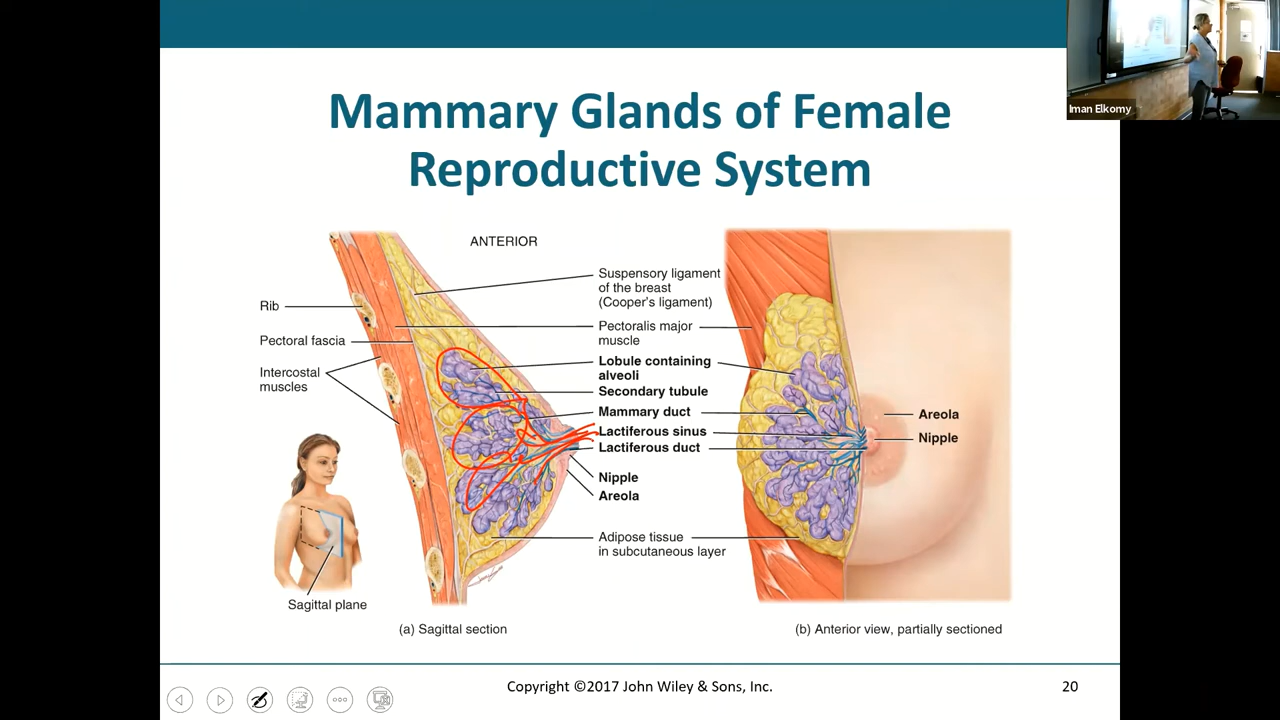 Iman Elkomy
Mammary Glands of Female
Reproductive System
ANTERIOR
Rib
Pectoral fascia
Intercostal
muscles
Sagittal plane
Suspensory ligament
of the breast
(Cooper's ligament)
Pectoralis major
muscle
Lobule containing
alveoli
Secondary tubule
Mammary duct
Lactiferous sinus
Lactiferous duct
Nipple
Areola
Adipose tissue
in subcutaneous layer
Areola
Nipple
(a) Sagittal section
(b) Anterior view, partially sectioned
Copyright ©2017 John Wiley & Sons, Inc.
20